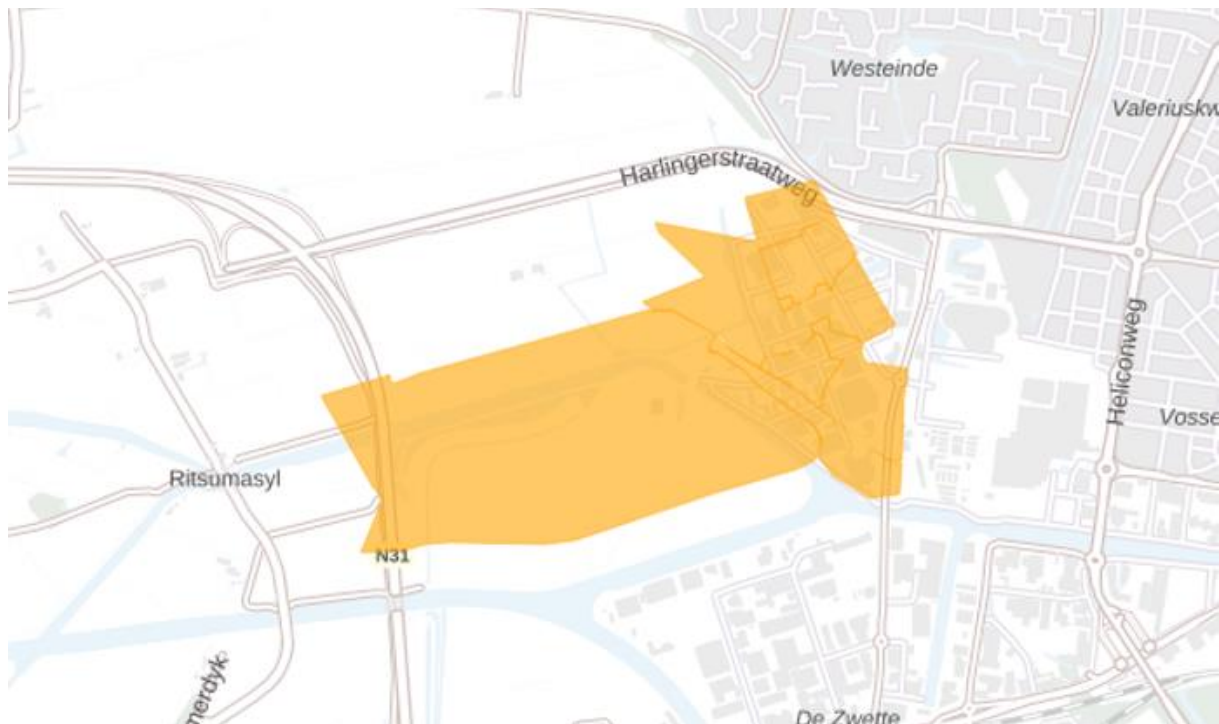 Westeinde
Valeriuskw
Harlingerstraatweg
Heliconweg
Vosse
Ritsumasyl
N31
merdyk
De Zwette